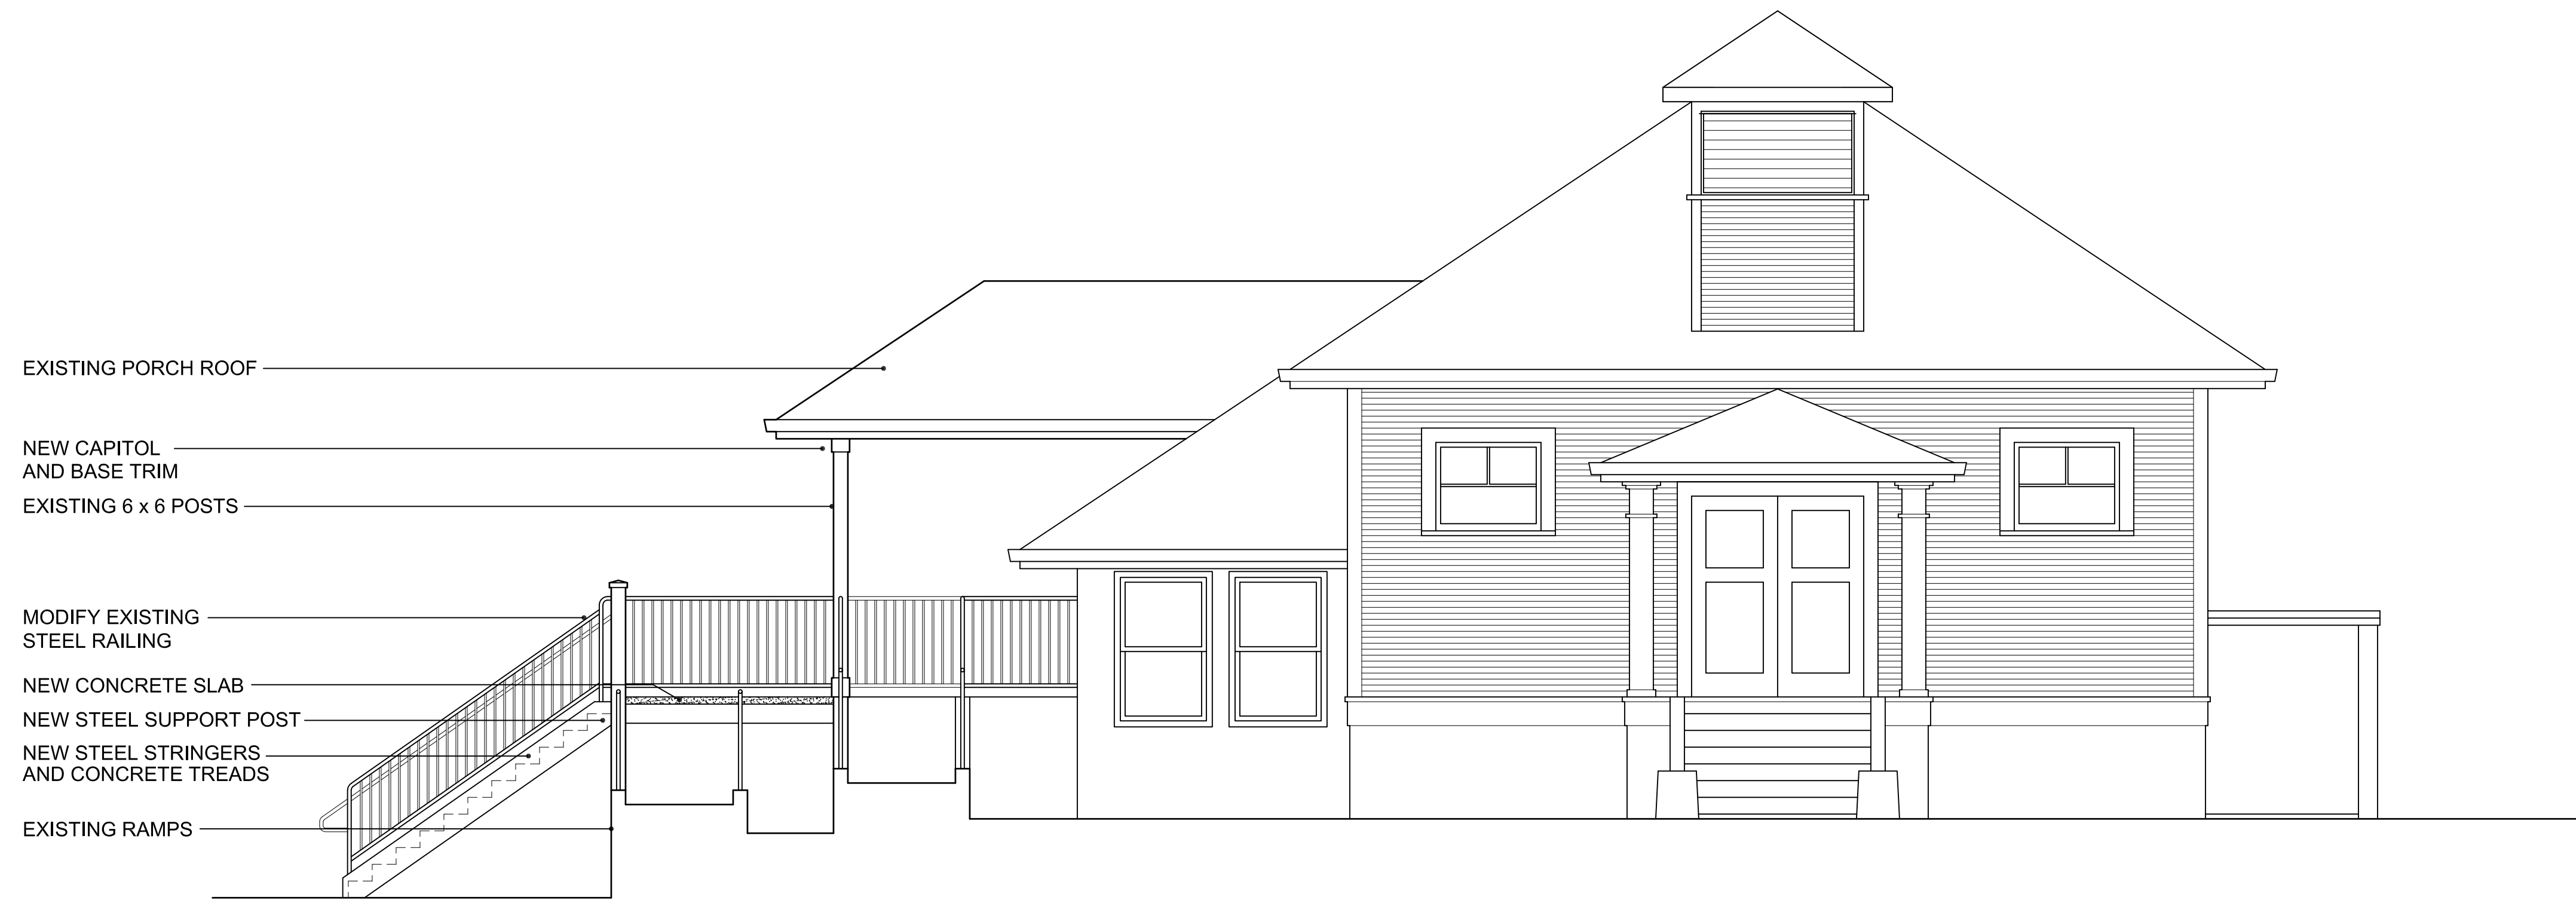 EXISTING PORCH ROOF
NEW CAPITOL
AND BASE TRIM
EXISTING 6 x 6 POSTS
MODIFY EXISTING
STEEL RAILING
NEW CONCRETE SLAB
NEW STEEL SUPPORT POST
NEW STEEL STRINGERS
AND CONCRETE TREADS
EXISTING RAMPS